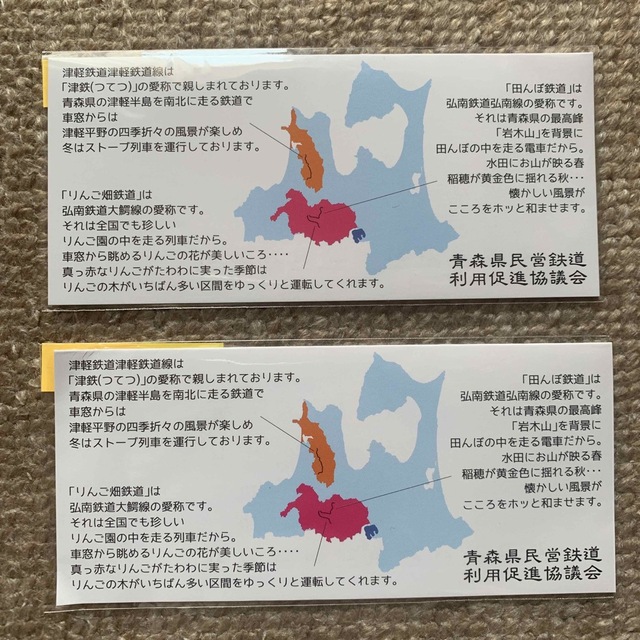 津軽鉄道津軽鉄道線は
「津鉄(つてつ)」の愛称で親しまれております。
青森県の津軽半島を南北に走る鉄道で
車窓からは
津軽平野の四季折々の風景が楽しめ
冬はストーブ列車を運行しております。
「りんご畑鉄道」は
弘南鉄道大鰐線の愛称です。
それは全国でも珍しい
りんご園の中を走る列車だから。
車窓から眺めるりんごの花が美しいころ････
真っ赤なりんごがたわわに実った季節は
りんごの木がいちばん多い区間をゆっくりと運転してくれます。
「田んぼ鉄道」は
弘南鉄道弘南線の愛称です。
それは青森県の最高峰
「岩木山」を背景に
田んぼの中を走る電車だから。
水田にお山が映る春
稲穂が黄金色に揺れる秋･･･
懐かしい風景が
こころをホッと和ませます。
青森県民営鉄道
利用促進協議会
津軽鉄道津軽鉄道線は
「津鉄(つてつ)」の愛称で親しまれております。
青森県の津軽半島を南北に走る鉄道で
車窓からは
津軽平野の四季折々の風景が楽しめ
冬はストーブ列車を運行しております。
「りんご畑鉄道」は
弘南鉄道大鰐線の愛称です。
それは全国でも珍しい
りんご園の中を走る列車だから。
車窓から眺めるりんごの花が美しいころ････
真っ赤なりんごがたわわに実った季節は
りんごの木がいちばん多い区間をゆっくりと運転してくれます。
「田んぼ鉄道」は
弘南鉄道弘南線の愛称です。
それは青森県の最高峰
「岩木山」を背景に
田んぼの中を走る電車だから。
水田にお山が映る春
稲穂が黄金色に揺れる秋･･･
懐かしい風景が
こころをホッと和ませます。
青森県民営鉄道
利用促進協議会